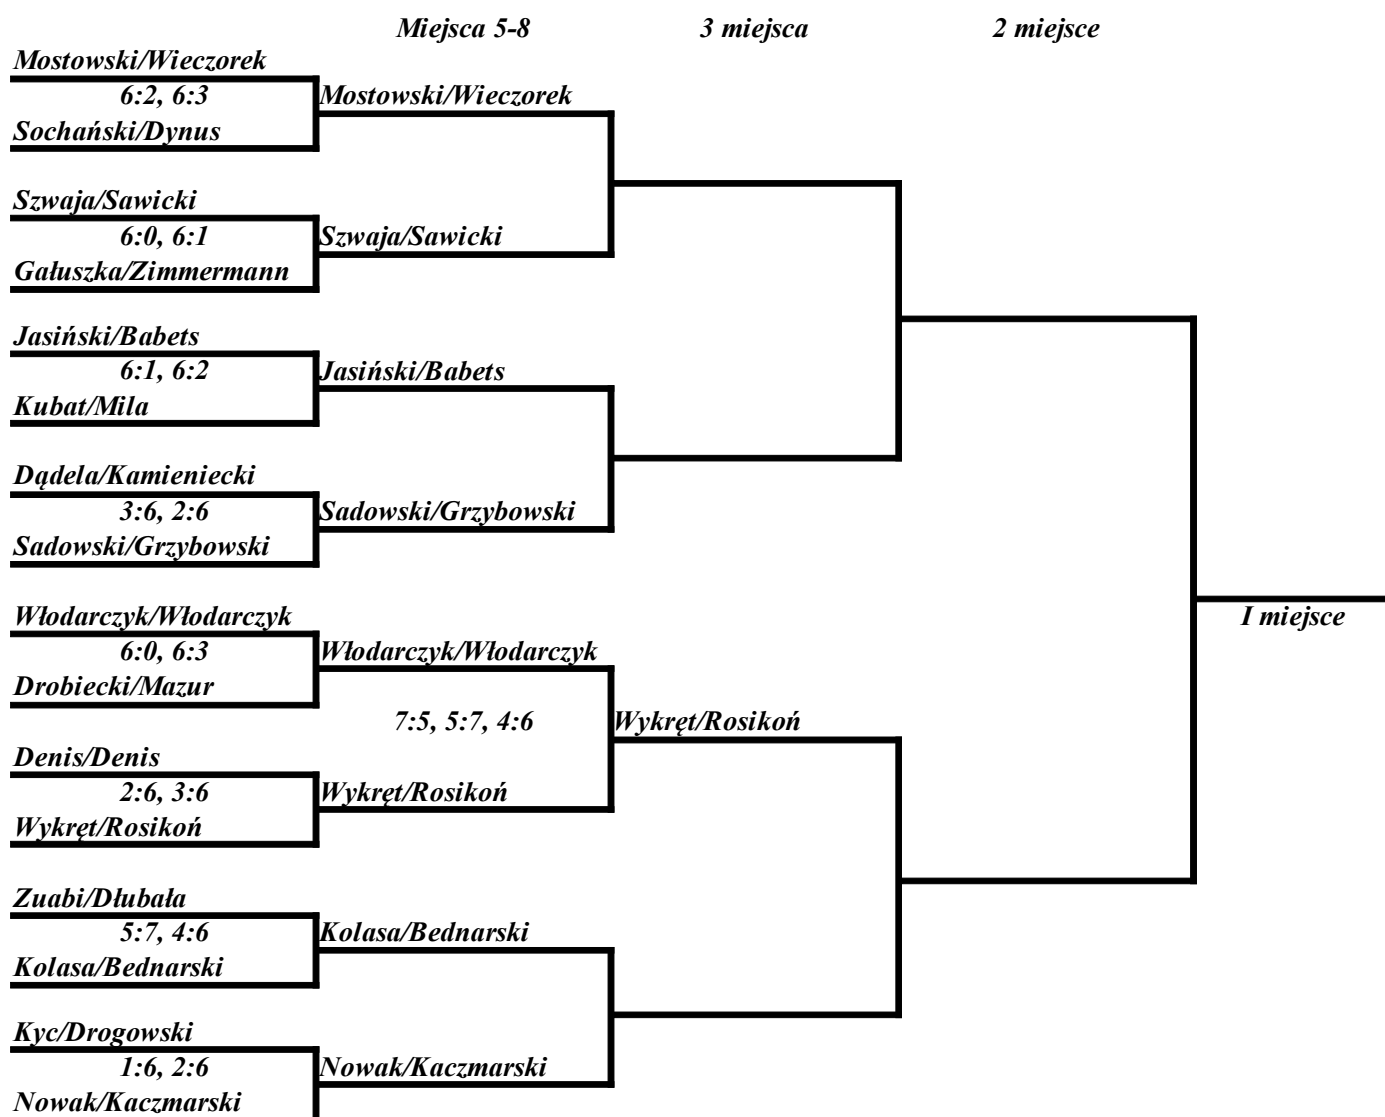 Miejsca 5-8
3 miejsca
2 miejsce
Mostowski/Wieczorek
6:2, 6:3
Mostowski/Wieczorek
Sochański/Dynus
Szwaja/Sawicki
6:0, 6:1
Szwaja/Sawicki
Gałuszka/Zimmermann
Jasiński/Babets
6:1, 6:2
Jasiński/Babets
Kubat/Mila
Dądela/Kamieniecki
3:6, 2:6
Sadowski/Grzybowski
Sadowski/Grzybowski
Włodarczyk/Włodarczyk
I miejsce
6:0, 6:3
Włodarczyk/Włodarczyk
Drobiecki/Mazur
7:5, 5:7, 4:6
Wykręt/Rosikoń
Denis/Denis
2:6, 3:6
Wykręt/Rosikoń
Wykręt/Rosikoń
Zuabi/Dłubała
5:7, 4:6
Kolasa/Bednarski
Kolasa/Bednarski
Kyc/Drogowski
1:6, 2:6
Nowak/Kaczmarski
Nowak/Kaczmarski